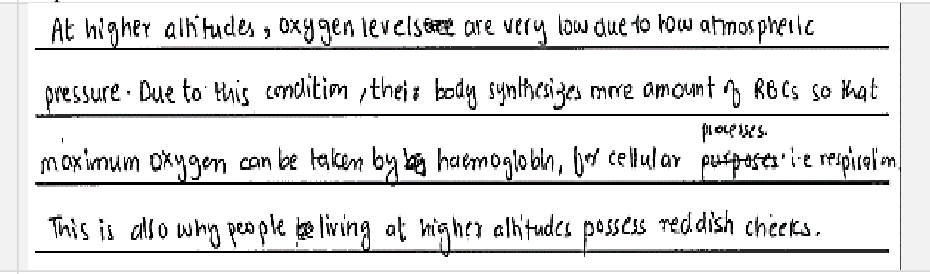 At higher altitudes, oxygen levels are very low due to low atmospheric
pressure. Due to this condition, their body synthesizes more amount of RBCs so that
processes.
maximum oxygen can be taken by haemoglobin, for cellular purposes i.e respiration.
This is also why people living at higher altitudes possess reddish cheeks.